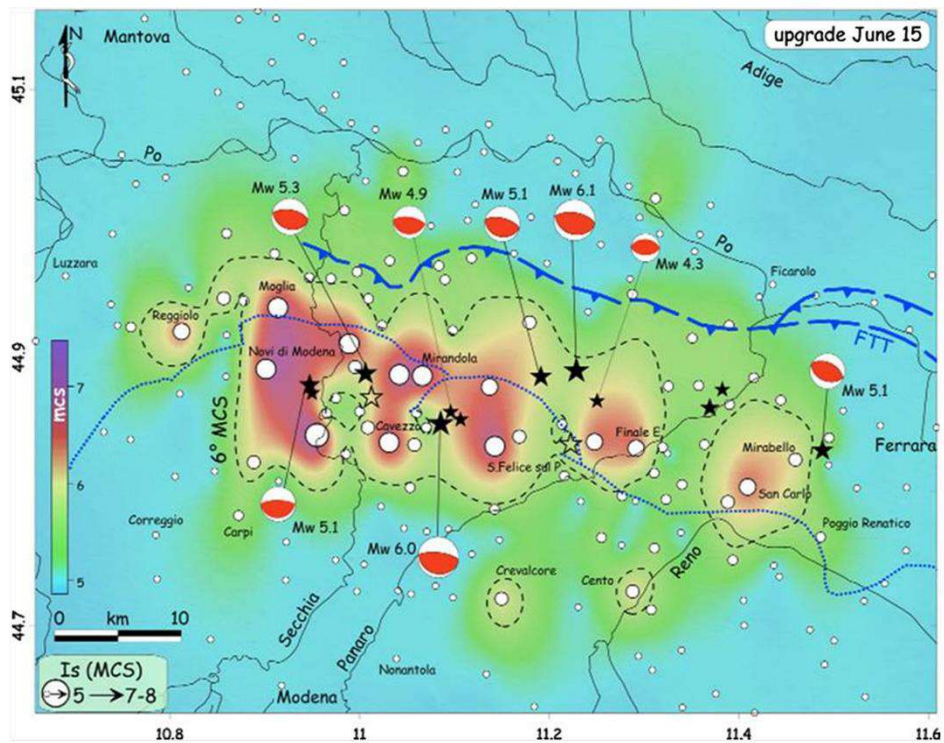 upgrade June 15
N
Mantova
Adige
45.1
Po
Mw 5.3
Mw 4.9
Mw 5.1
Mw 6.1
Mw 4.3
Po
Luzzara
Ficarolo
Moglia
Reggiolo
FTT
44.9
Novi di Modena
Mirandola
mcs
7
6
5
6° MCS
Mw 5.1
Cavezzo
Finale E.
S.Felice sul P.
Mirabello
Ferrara
San Carlo
Correggio
Carpi
Mw 5.1
Poggio Renatico
Mw 6.0
Crevalcore
Cento
Reno
Secchia
Panaro
44.7
0 km 10
Nonantola
Is (MCS)
5 7-8
Modena
10.8 11 11.2 11.4 11.6